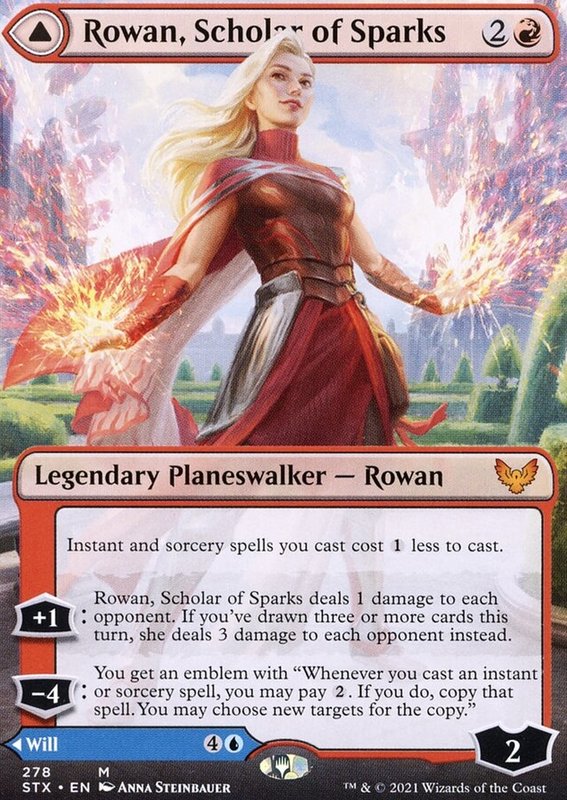 Rowan, Scholar of Sparks 2
Legendary Planeswalker — Rowan
Instant and sorcery spells you cast cost 1 less to cast.
+1: Rowan, Scholar of Sparks deals 1 damage to each
opponent. If you've drawn three or more cards this
turn, she deals 3 damage to each opponent instead.
−4: You get an emblem with “Whenever you cast an instant
or sorcery spell, you may pay 2. If you do, copy that
spell. You may choose new targets for the copy.”
Will 4
2
278 M
STX • EN Anna Steinbauer
™ & © 2021 Wizards of the Coast